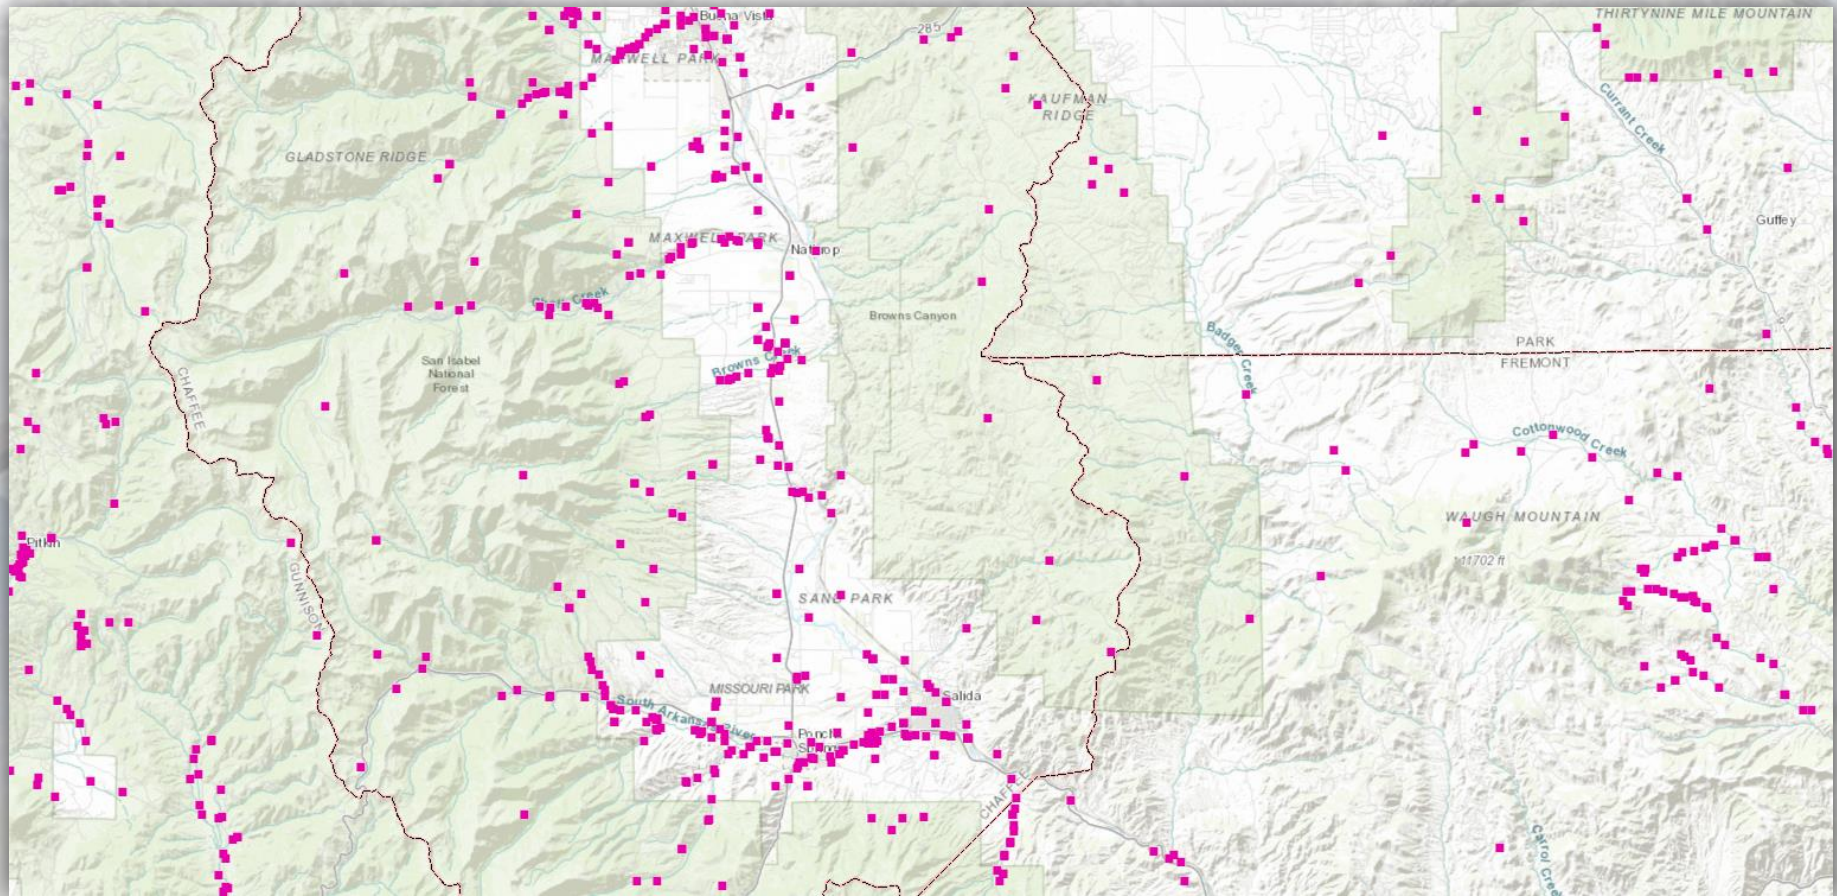 THIRTYNINE MILE MOUNTAIN
Buena Vista
285
MAXWELL PARK
KAUFMAN
RIDGE
Currant Creek
GLADSTONE RIDGE
Guffey
MAXWELL PARK
Nathrop
Chalk Creek
Browns Canyon
Badger Creek
PARK
FREMONT
San Isabel
National
Forest
Browns Creek
CHAFFEE
GUNNISON
Cottonwood Creek
WAUGH MOUNTAIN
11702 ft
Pitkin
SAND PARK
MISSOURI PARK
Salida
South Arkansas River
Poncha
Springs
CHAFF
Carrol Creek
9